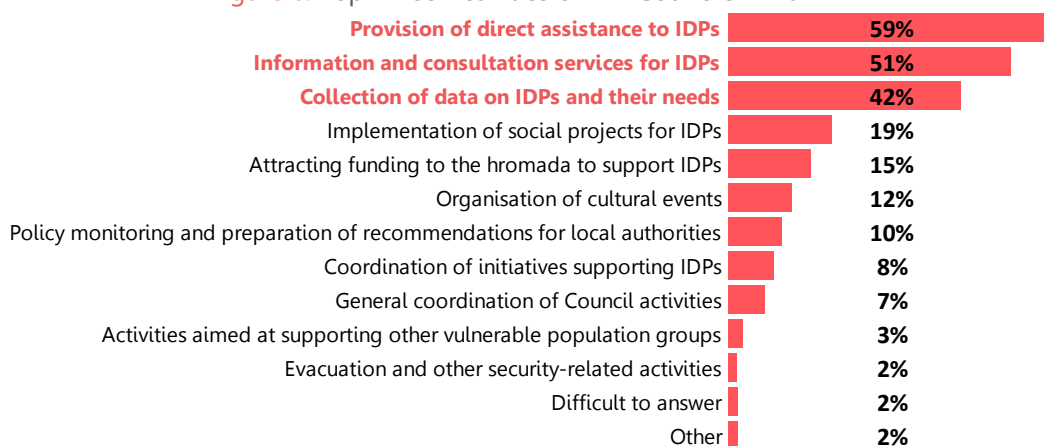 Provision of direct assistance to IDPs 59%
Information and consultation services for IDPs 51%
Collection of data on IDPs and their needs 42%
Implementation of social projects for IDPs 19%
Attracting funding to the hromada to support IDPs 15%
Organisation of cultural events 12%
Policy monitoring and preparation of recommendations for local authorities 10%
Coordination of initiatives supporting IDPs 8%
General coordination of Council activities 7%
Activities aimed at supporting other vulnerable population groups 3%
Evacuation and other security-related activities 2%
Difficult to answer 2%
Other 2%